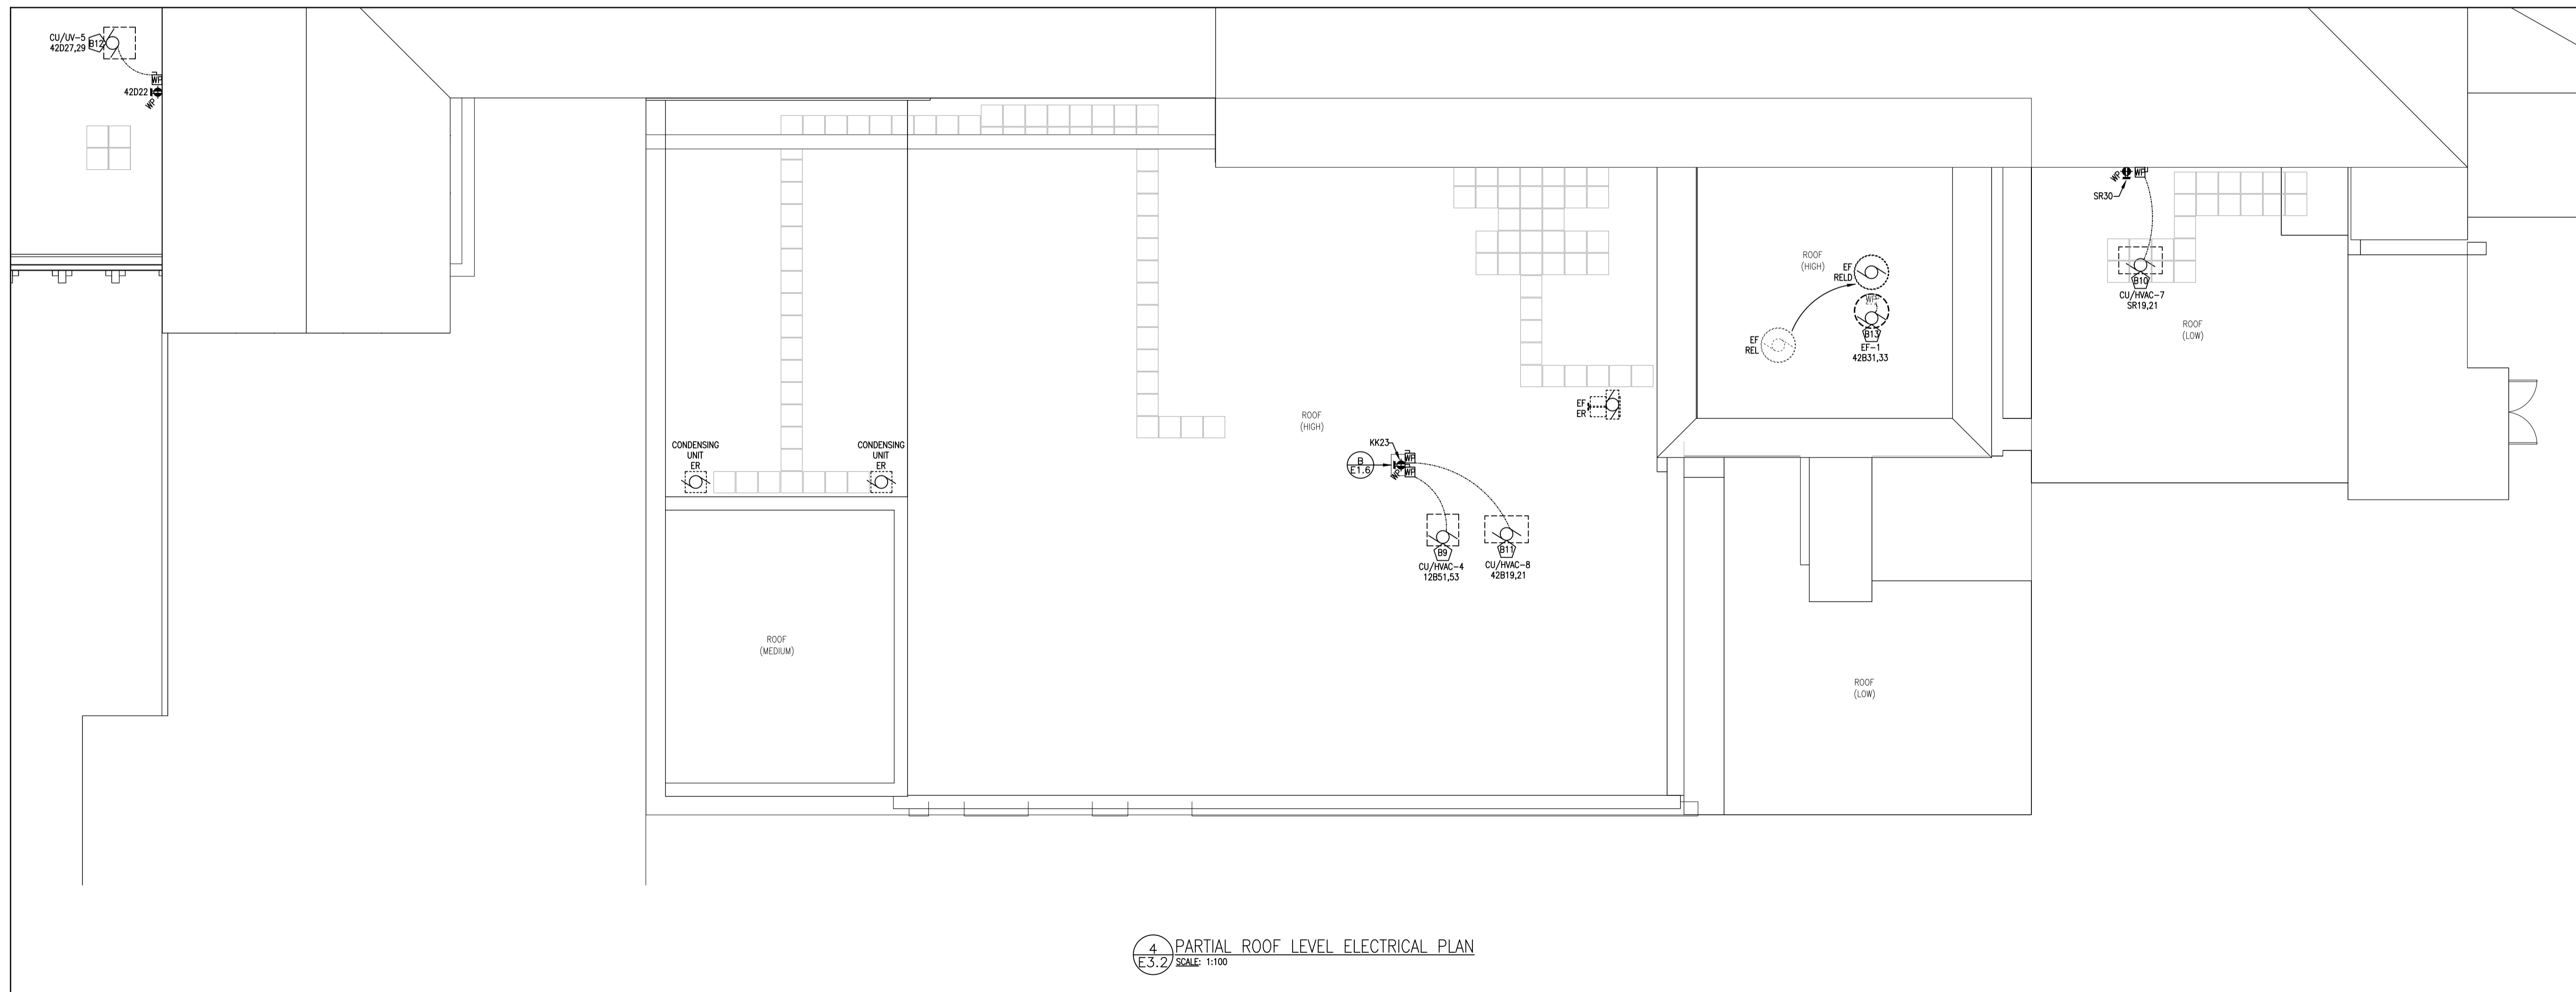 CU/UV-5
42D27,29
B12
WP
42D22
WP
CONDENSING
UNIT
ER
CONDENSING
UNIT
ER
ROOF
(MEDIUM)
ROOF
(HIGH)
KK23
B
E1.6
WP
WP
WP
B9
CU/HVAC-4
12B51,53
B11
CU/HVAC-8
42B19,21
EF
ER
ROOF
(HIGH)
EF
RELD
EF
REL
WP
B13
EF-1
42B31,33
ROOF
(LOW)
WP
WP
SR30
B10
CU/HVAC-7
SR19,21
ROOF
(LOW)
4
E3.2
PARTIAL ROOF LEVEL ELECTRICAL PLAN
SCALE: 1:100